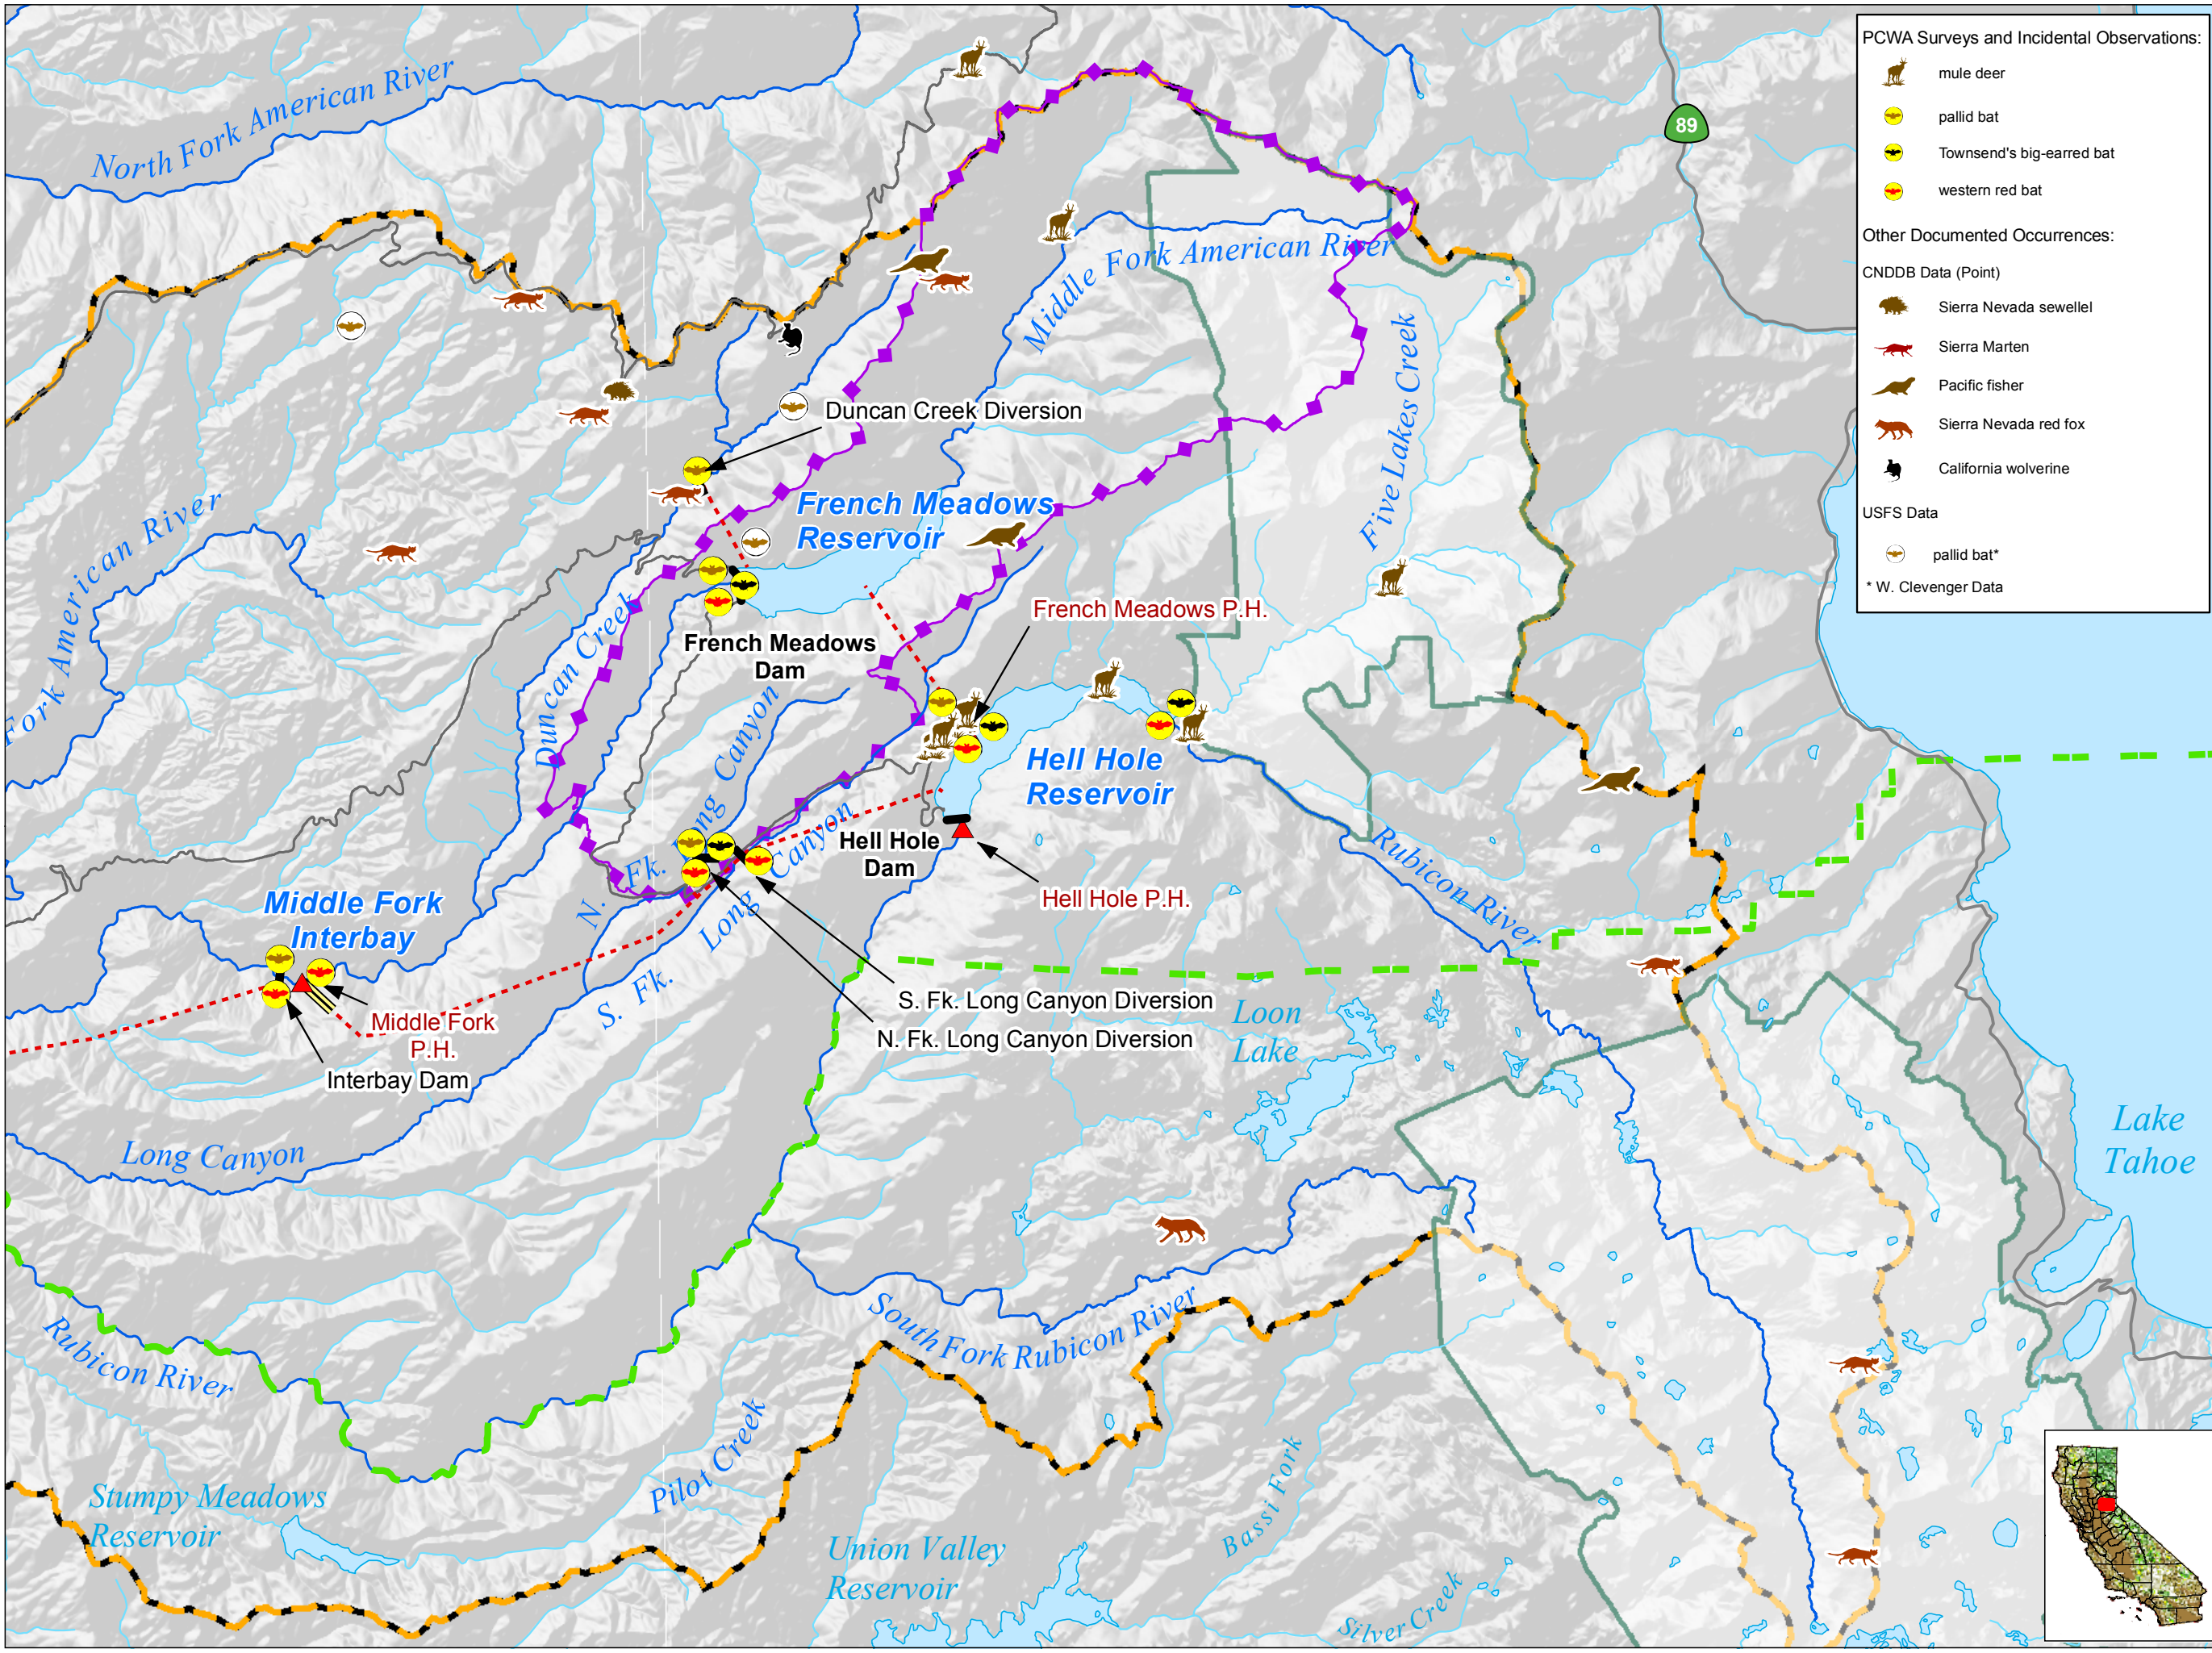 PCWA Surveys and Incidental Observations:
mule deer
pallid bat
Townsend's big-earred bat
western red bat
Other Documented Occurrences:
CNDDB Data (Point)
Sierra Nevada sewellel
Sierra Marten
Pacific fisher
Sierra Nevada red fox
California wolverine
USFS Data
pallid bat*
* W. Clevenger Data
89
North Fork American River
Middle Fork American River
Five Lakes Creek
Duncan Creek Diversion
French Meadows
Reservoir
Fork American River
French Meadows P.H.
French Meadows
Dam
Duncan Creek
Hell Hole
Reservoir
Hell Hole
Dam
Hell Hole P.H.
Rubicon River
N. Fk. Long Canyon
S. Fk. Long Canyon
Middle Fork
Interbay
Middle Fork
P.H.
Interbay Dam
S. Fk. Long Canyon Diversion
N. Fk. Long Canyon Diversion
Loon
Lake
Lake
Tahoe
Long Canyon
Rubicon River
South Fork Rubicon River
Pilot Creek
Stumpy Meadows
Reservoir
Union Valley
Reservoir
Bassi Fork
Silver Creek